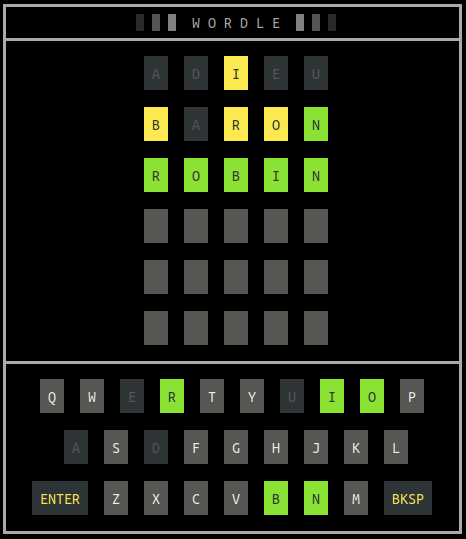 WORDLE
A D I E U
B A R O N
R O B I N
Q W E R T Y U I O P
A S D F G H J K L
ENTER Z X C V B N M BKSP